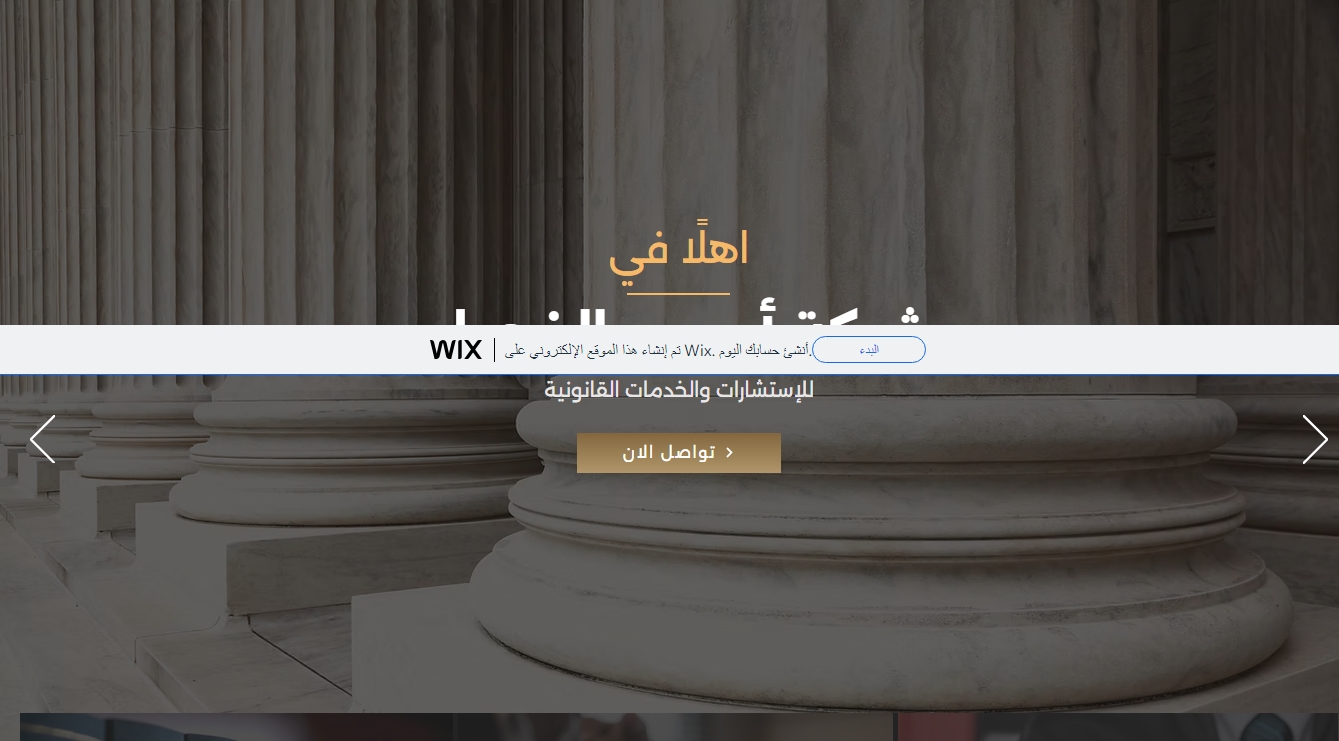 اهلًا في
شركة
WIX
تم إنشاء هذا الموقع الإلكتروني على Wix. أنشئ حسابك اليوم.
البدء
للإستشارات والخدمات القانونية
تواصل الان >